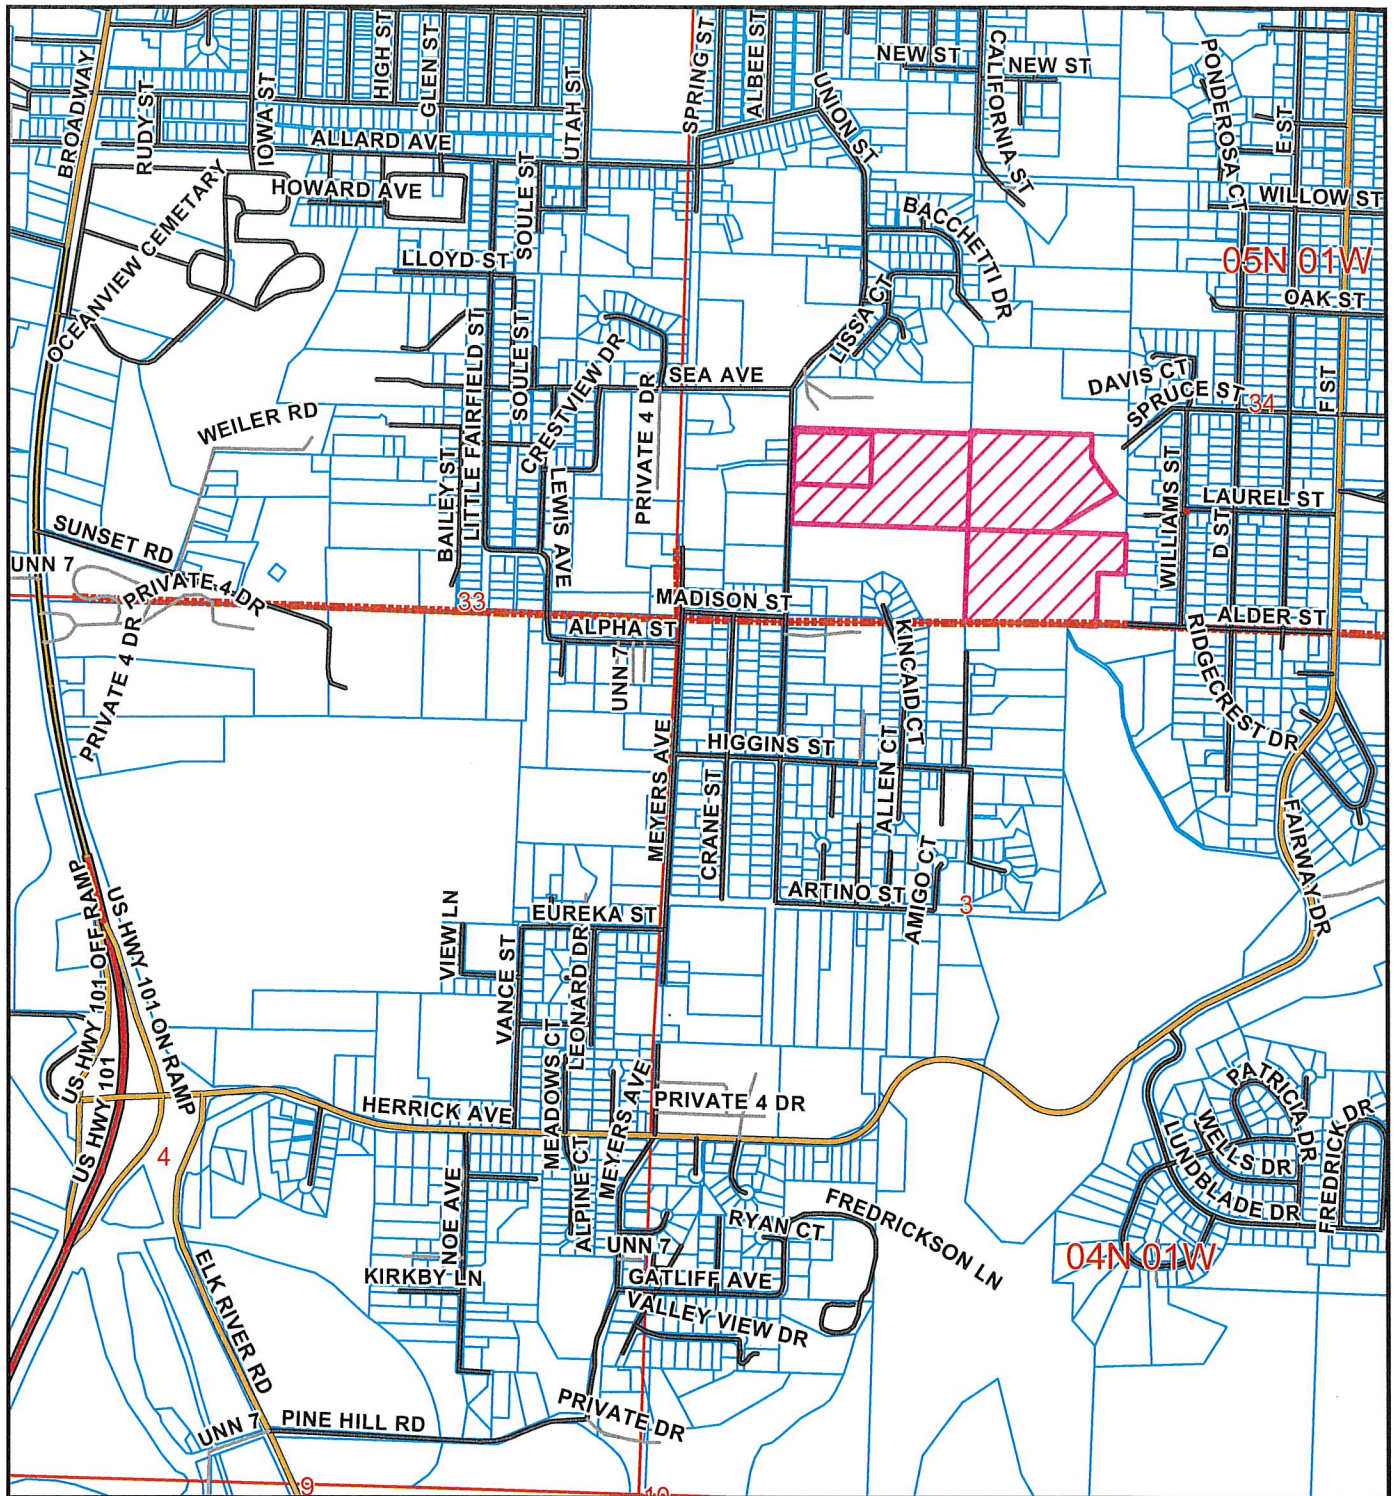 BROADWAY
RUDY ST
IOWA ST
HIGH ST
GLEN ST
UTAH ST
SPRING ST
ALBEE ST
UNION ST
NEW ST
CALIFORNIA ST
NEW ST
PONDEROSA CT
E ST
ALLARD AVE
HOWARD AVE
SOULE ST
OCEANVIEW CEMETARY
LLOYD ST
BACCHETTI DR
WILLOW ST
05N 01W
OAK ST
LISSA CT
LITTLE FAIRFIELD ST
SOULE ST
CRESTVIEW DR
SEA AVE
PRIVATE 4 DR
DAVIS CT
SPRUCE ST
34
F ST
WEILER RD
BAILEY ST
LEWIS AVE
WILLIAMS ST
LAUREL ST
D ST
SUNSET RD
UNN 7
PRIVATE 4 DR
PRIVATE 4 DR
33
MADISON ST
ALPHA ST
UNN 7
KINCAID CT
ALDER ST
RIDGECREST DR
MEYERS AVE
HIGGINS ST
CRANE ST
ALLEN CT
AMIGO CT
ARTINO ST
3
FAIRWAY DR
US HWY 101 OFF RAMP
US HWY 101 ON RAMP
US HWY 101
VIEW LN
VANCE ST
EUREKA ST
LEONARD DR
MEADOWS CT
MEYERS AVE
PRIVATE 4 DR
HERRICK AVE
4
NOE AVE
ALPINE CT
PATRICIA DR
WELLS DR
LUNDBLADE DR
FREDRICK DR
RYAN CT
FREDRICKSON LN
UNN 7
GATLIFF AVE
KIRKBY LN
VALLEY VIEW DR
04N 01W
ELK RIVER RD
UNN 7
PINE HILL RD
PRIVATE DR
9
10